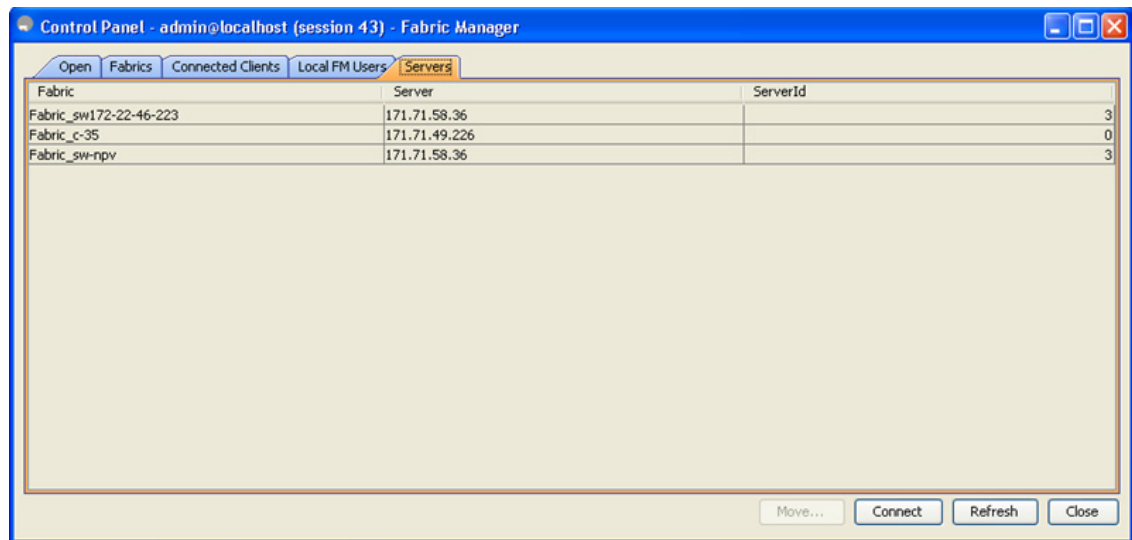 Control Panel - admin@localhost (session 43) - Fabric Manager
Open Fabrics Connected Clients Local FM Users Servers
Fabric Server ServerId
Fabric_sw172-22-46-223 171.71.58.36 3
Fabric_c-35 171.71.49.226 0
Fabric_sw-npv 171.71.58.36 3
Move... Connect Refresh Close